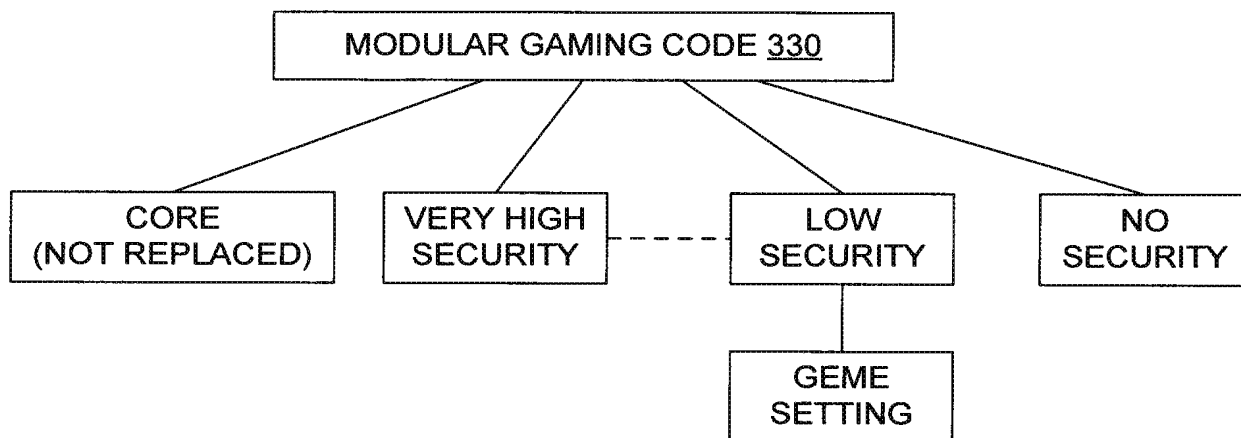 MODULAR GAMING CODE 330
CORE
(NOT REPLACED)
VERY HIGH
SECURITY
LOW
SECURITY
NO
SECURITY
GEME
SETTING